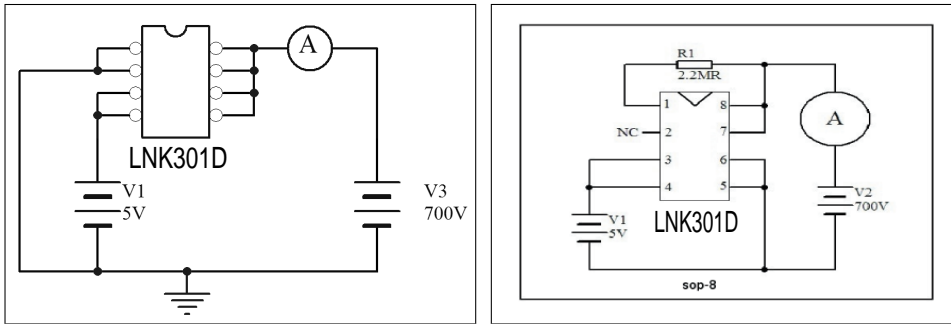 A
LNK301D
V1
5V
V3
700V
R1
2.2MR
1
8
NC
2
7
3
6
4
5
A
V1
5V
LNK301D
V2
700V
sop-8